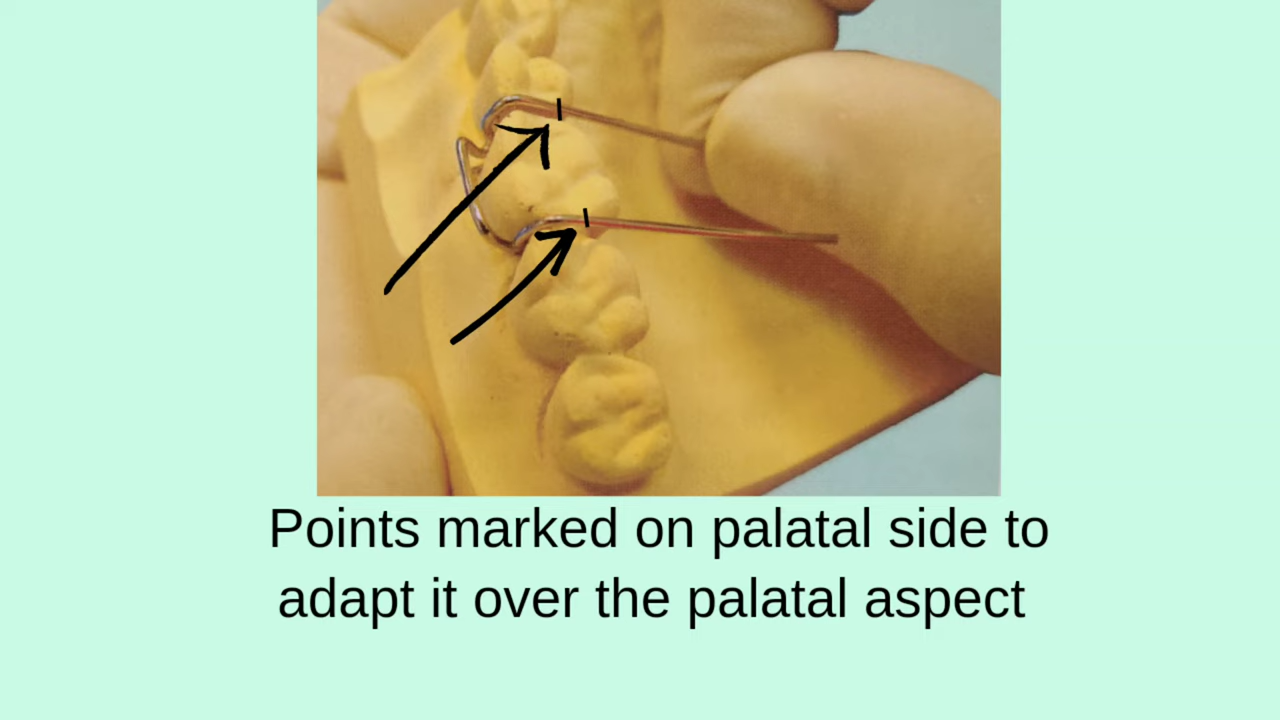 Points marked on palatal side to
adapt it over the palatal aspect